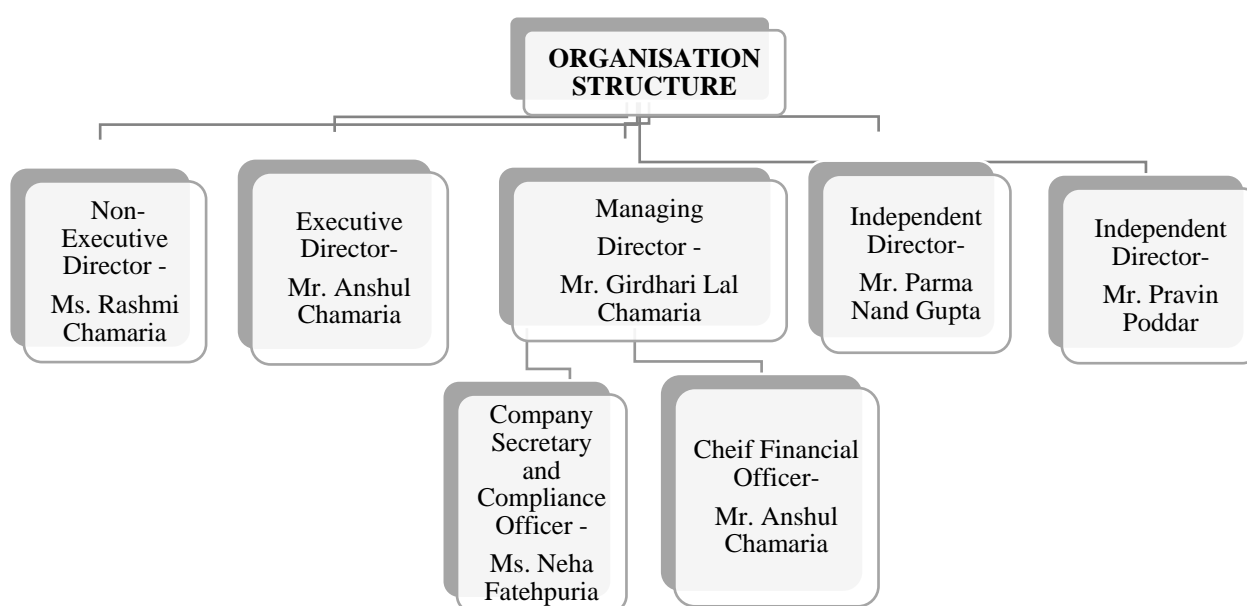 ORGANISATION
STRUCTURE
Non-
Executive
Director -
Ms. Rashmi
Chamaria
Executive
Director-
Mr. Anshul
Chamaria
Managing
Director -
Mr. Girdhari Lal
Chamaria
Independent
Director-
Mr. Parma
Nand Gupta
Independent
Director-
Mr. Pravin
Poddar
Company
Secretary
and
Compliance
Officer -
Ms. Neha
Fatehpuria
Cheif Financial
Officer-
Mr. Anshul
Chamaria